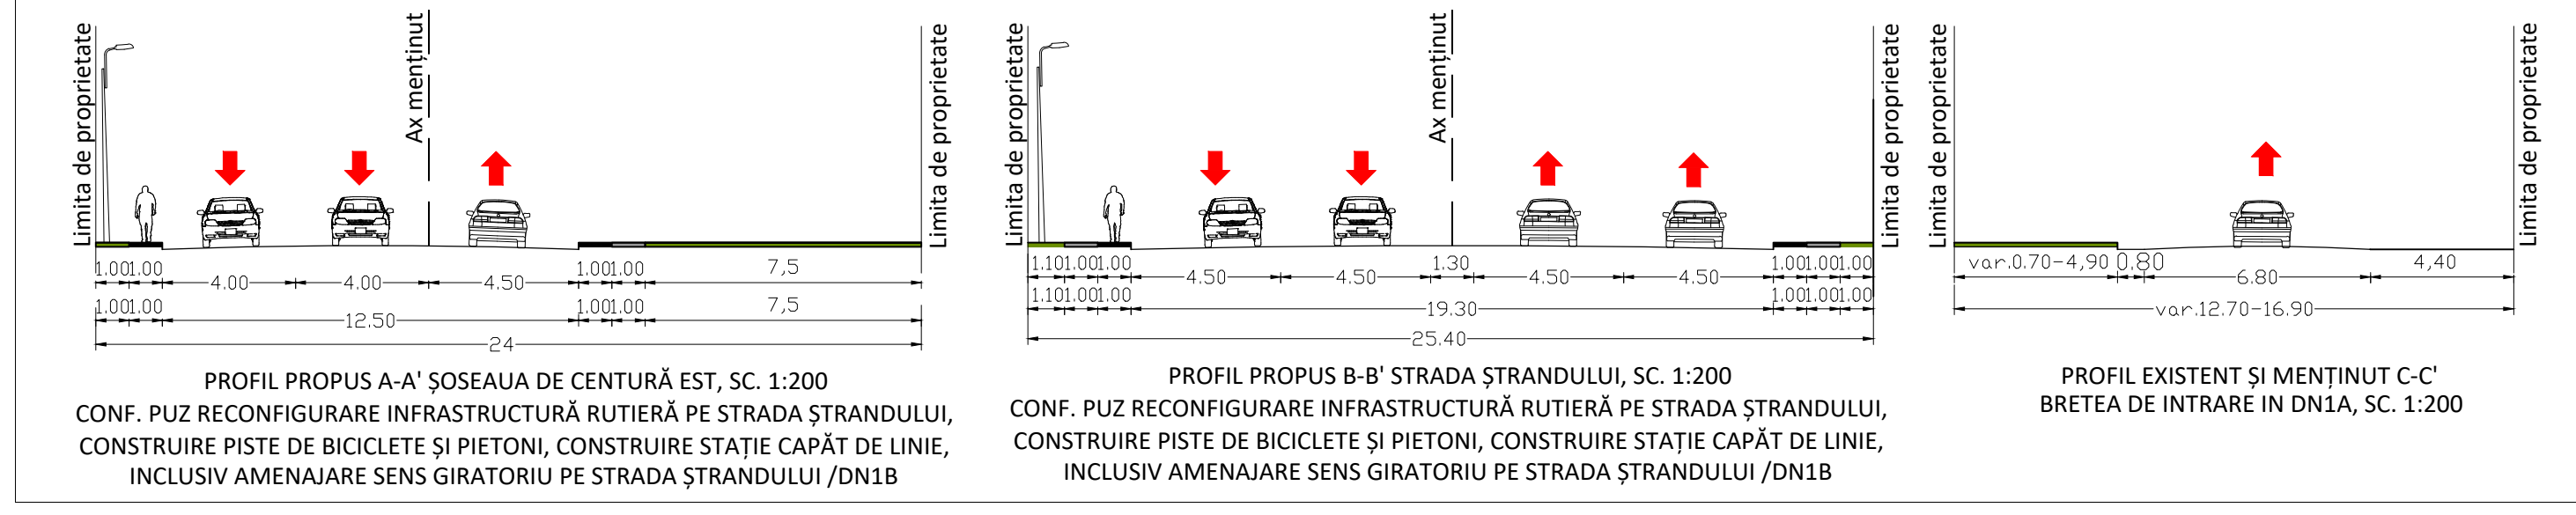 Limita de proprietate
Ax menținut
Limita de proprietate
1.00 1.00 4.00 4.00 4.50 1.00 1.00 7,5
1.00 1.00 12.50 1.00 1.00 7,5
24
PROFIL PROPUS A-A' ȘOSEAUA DE CENTURĂ EST, SC. 1:200
CONF. PUZ RECONFIGURARE INFRASTRUCTURĂ RUTIERĂ PE STRADA ȘTRANDULUI,
CONSTRUIRE PISTE DE BICICLETE ȘI PIETONI, CONSTRUIRE STAȚIE CAPĂT DE LINIE,
INCLUSIV AMENAJARE SENS GIRATORIU PE STRADA ȘTRANDULUI /DN1B
Limita de proprietate
Ax menținut
Limita de proprietate
1.10 1.00 1.00 4.50 4.50 1.30 4.50 4.50 1.00 1.00 1.00
1.10 1.00 1.00 19.30 1.00 1.00 1.00
25.40
PROFIL PROPUS B-B' STRADA ȘTRANDULUI, SC. 1:200
CONF. PUZ RECONFIGURARE INFRASTRUCTURĂ RUTIERĂ PE STRADA ȘTRANDULUI,
CONSTRUIRE PISTE DE BICICLETE ȘI PIETONI, CONSTRUIRE STAȚIE CAPĂT DE LINIE,
INCLUSIV AMENAJARE SENS GIRATORIU PE STRADA ȘTRANDULUI /DN1B
Limita de proprietate
Limita de proprietate
var.0.70-4,90 0.80 6.80 4,40
var.12.70-16.90
PROFIL EXISTENT ȘI MENȚINUT C-C'
BRETEA DE INTRARE IN DN1A, SC. 1:200